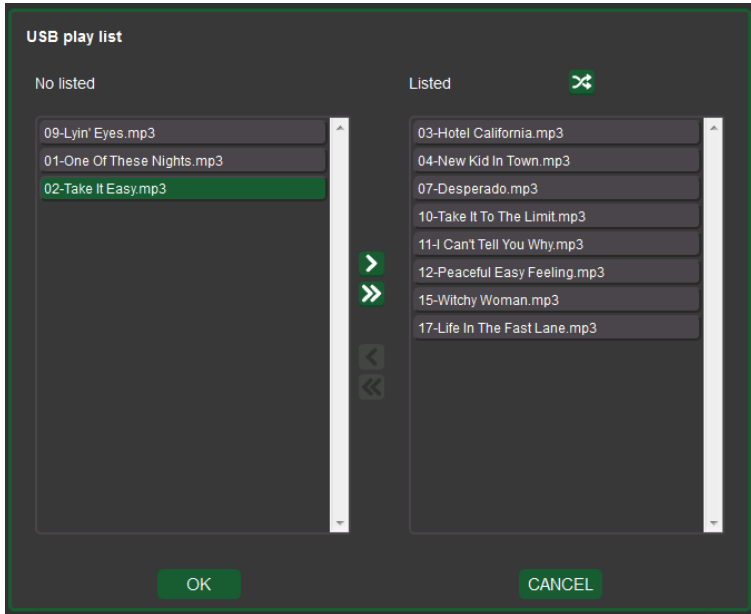 USB play list
No listed
Listed
09-Lyin' Eyes.mp3
01-One Of These Nights.mp3
02-Take It Easy.mp3
03-Hotel California.mp3
04-New Kid In Town.mp3
07-Desperado.mp3
10-Take It To The Limit.mp3
11-I Can't Tell You Why.mp3
12-Peaceful Easy Feeling.mp3
15-Witchy Woman.mp3
17-Life In The Fast Lane.mp3
OK
CANCEL